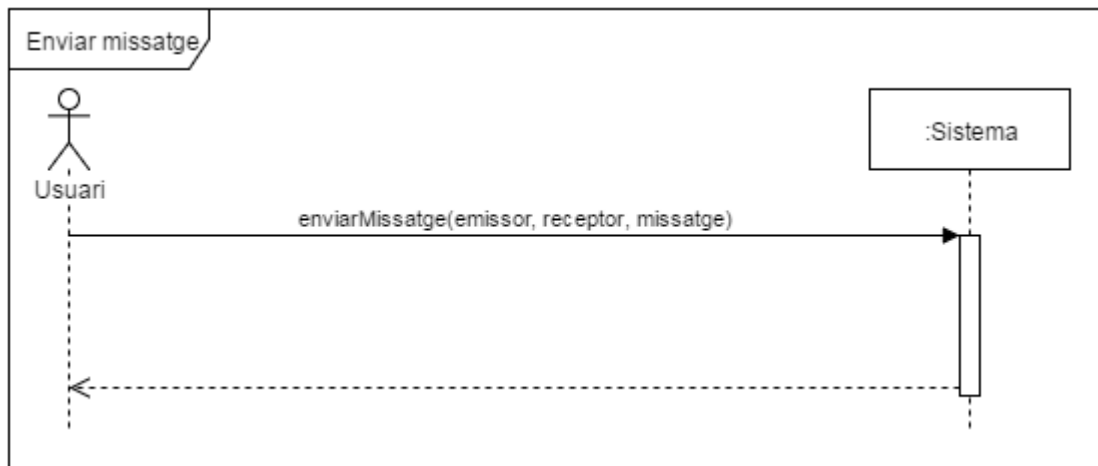 Enviar missatge
Usuari
:Sistema
enviarMissatge(emissor, receptor, missatge)